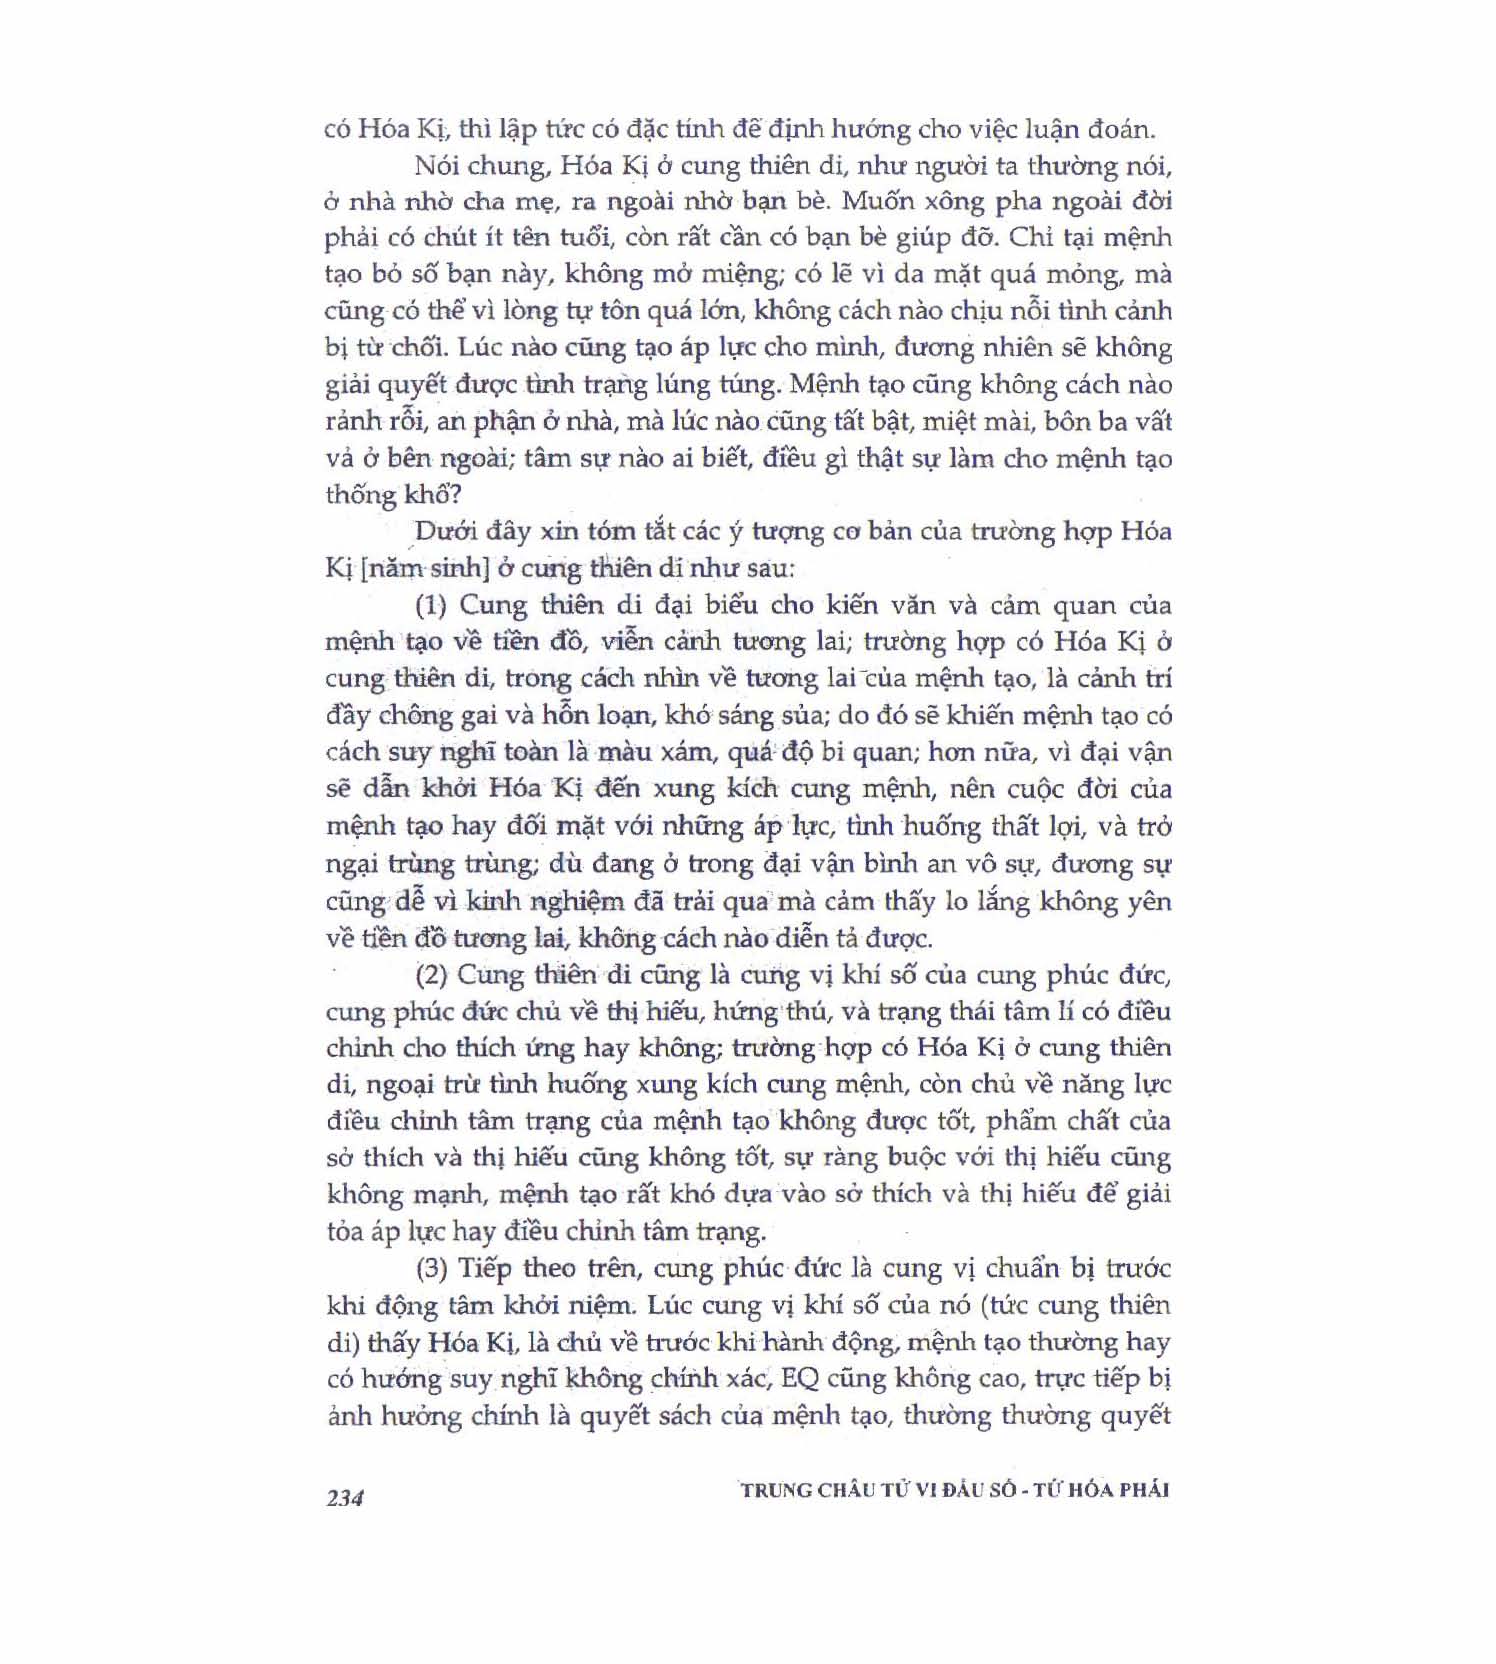 có Hóa Kị, thì lập tức có đặc tính để định hướng cho việc luận đoán.
Nói chung, Hóa Kị ở cung thiên di, như người ta thường nói,
ở nhà nhờ cha mẹ, ra ngoài nhờ bạn bè. Muốn xông pha ngoài đời
phải có chút ít tên tuổi, còn rất cần có bạn bè giúp đỡ. Chỉ tại mệnh
tạo bỏ số bạn này, không mở miệng; có lẽ vì da mặt quá mỏng, mà
cũng có thể vì lòng tự tôn quá lớn, không cách nào chịu nỗi tình cảnh
bị từ chối. Lúc nào cũng tạo áp lực cho mình, đương nhiên sẽ không
giải quyết được tình trạng lúng túng. Mệnh tạo cũng không cách nào
rảnh rỗi, an phận ở nhà, mà lúc nào cũng tất bật, miệt mài, bôn ba vất
vả ở bên ngoài; tâm sự nào ai biết, điều gì thật sự làm cho mệnh tạo
thống khổ?
Dưới đây xin tóm tắt các ý tượng cơ bản của trường hợp Hóa
Kị [năm sinh] ở cung thiên di như sau:
(1) Cung thiên di đại biểu cho kiến văn và cảm quan của
mệnh tạo về tiền đồ, viễn cảnh tương lai; trường hợp có Hóa Kị ở
cung thiên di, trong cách nhìn về tương lai của mệnh tạo, là cảnh trí
đầy chông gai và hỗn loạn, khó sáng sủa; do đó sẽ khiến mệnh tạo có
cách suy nghĩ toàn là màu xám, quá độ bi quan; hơn nữa, vì đại vận
sẽ dẫn khởi Hóa Kị đến xung kích cung mệnh, nên cuộc đời của
mệnh tạo hay đối mặt với những áp lực, tình huống thất lợi, và trở
ngại trùng trùng; dù đang ở trong đại vận bình an vô sự, đương sự
cũng dễ vì kinh nghiệm đã trải qua mà cảm thấy lo lắng không yên
về tiền đồ tương lai, không cách nào diễn tả được.
(2) Cung thiên di cũng là cung vị khí số của cung phúc đức,
cung phúc đức chủ về thị hiếu, hứng thú, và trạng thái tâm lí có điều
chỉnh cho thích ứng hay không; trường hợp có Hóa Kị ở cung thiên
di, ngoại trừ tình huống xung kích cung mệnh, còn chủ về năng lực
điều chỉnh tâm trạng của mệnh tạo không được tốt, phẩm chất của
sở thích và thị hiếu cũng không tốt, sự ràng buộc với thị hiếu cũng
không mạnh, mệnh tạo rất khó dựa vào sở thích và thị hiếu để giải
tỏa áp lực hay điều chỉnh tâm trạng.
(3) Tiếp theo trên, cung phúc đức là cung vị chuẩn bị trước
khi động tâm khởi niệm. Lúc cung vị khí số của nó (tức cung thiên
di) thấy Hóa Kị, là chủ về trước khi hành động, mệnh tạo thường hay
có hướng suy nghĩ không chính xác, EQ cũng không cao, trực tiếp bị
ảnh hưởng chính là quyết sách của mệnh tạo, thường thường quyết
234
TRUNG CHÂU TỬ VI ĐẨU SỐ - TỨ HÓA PHÁI